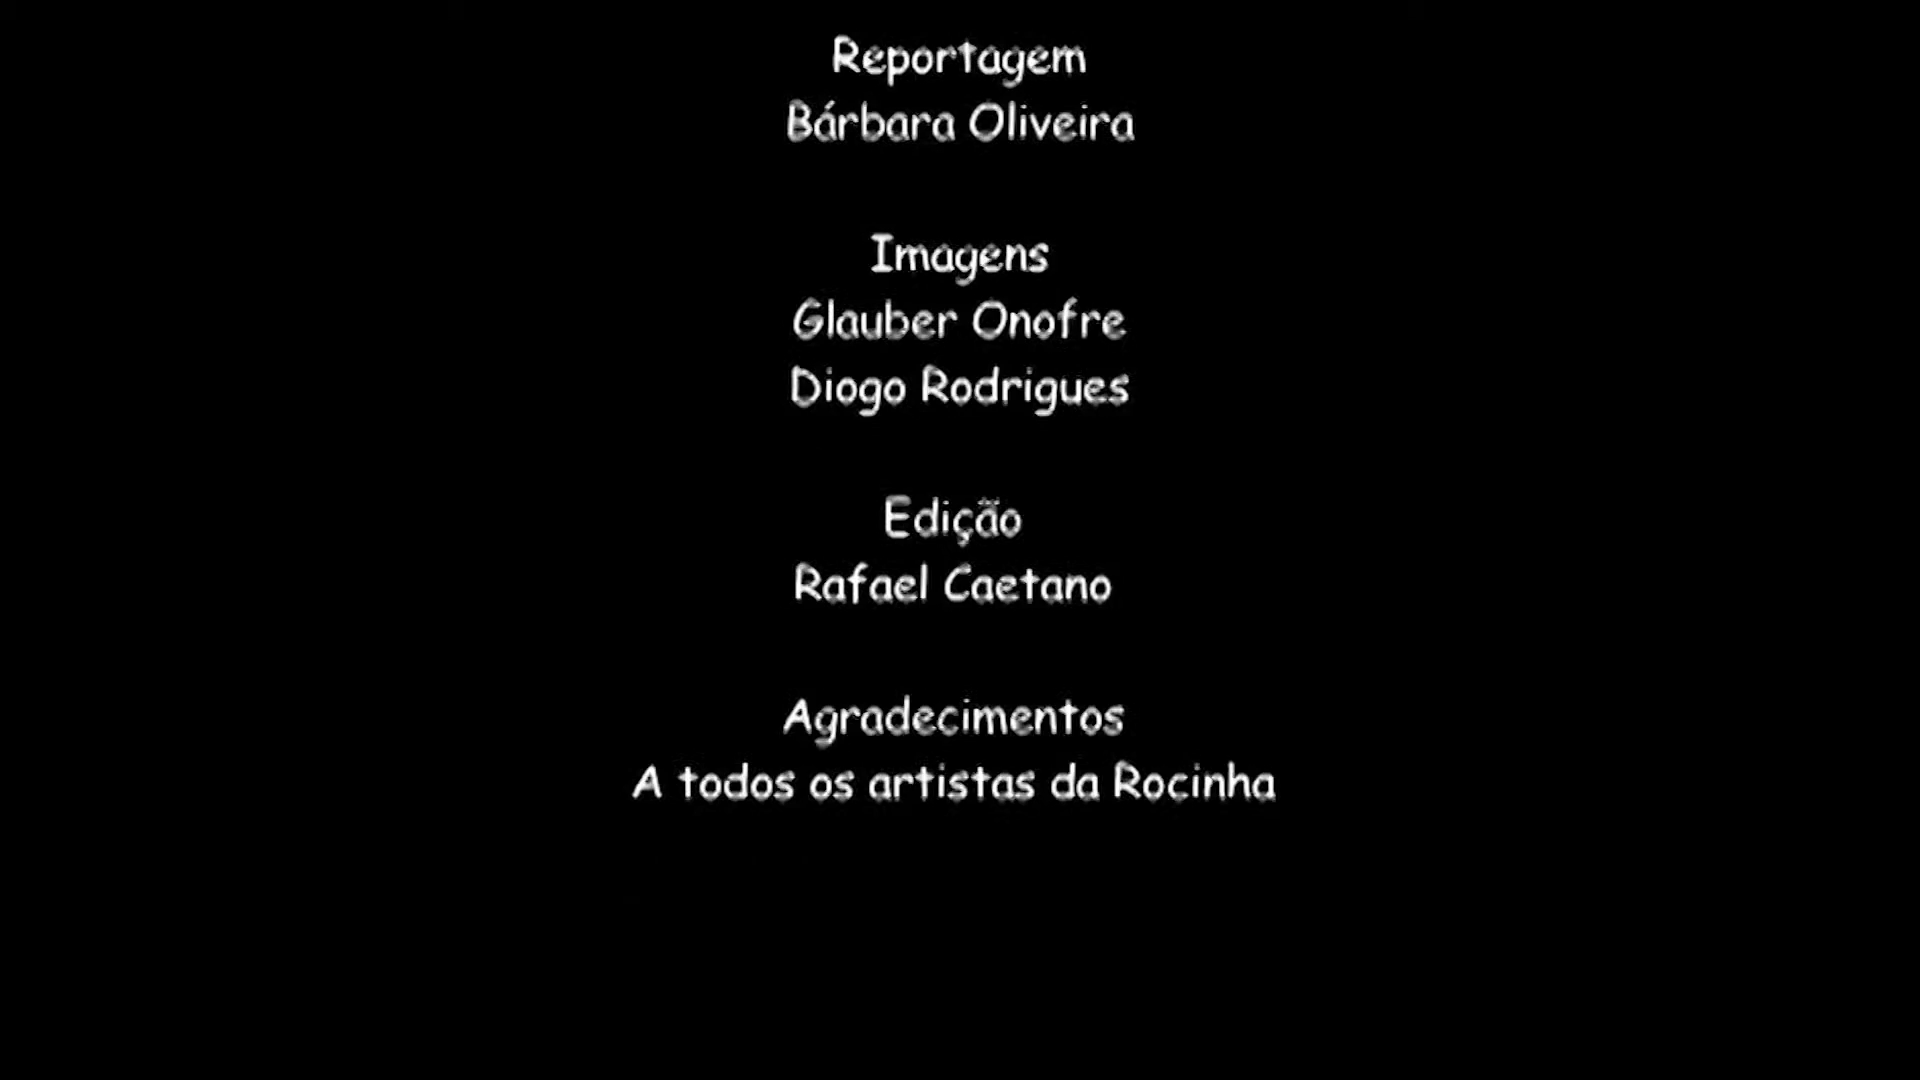 Reportagem
Bárbara Oliveira
Imagens
Glauber Onofre
Diogo Rodrigues
Edição
Rafael Caetano
Agradecimentos
A todos os artistas da Rocinha